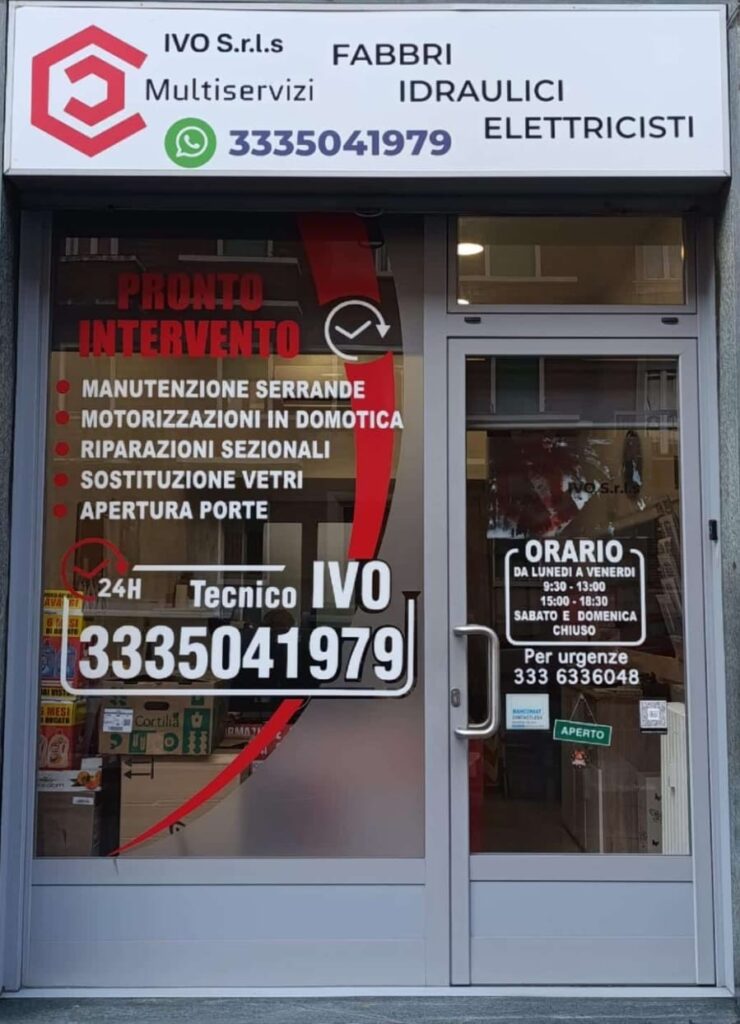 IVO S.r.l.s
Multiservizi
3335041979
FABBRI
IDRAULICI
ELETTRICISTI
PRONTO
INTERVENTO
MANUTENZIONE SERRANDE
MOTORIZZAZIONI IN DOMOTICA
RIPARAZIONI SEZIONALI
SOSTITUZIONE VETRI
APERTURA PORTE
24H
Tecnico IVO
3335041979
Cortilia
IVO S.r.l.s
ORARIO
DA LUNEDI A VENERDI
9:30 - 13:00
15:00 - 18:30
SABATO E DOMENICA
CHIUSO
Per urgenze
333 6336048
BANCOMAT
APERTO